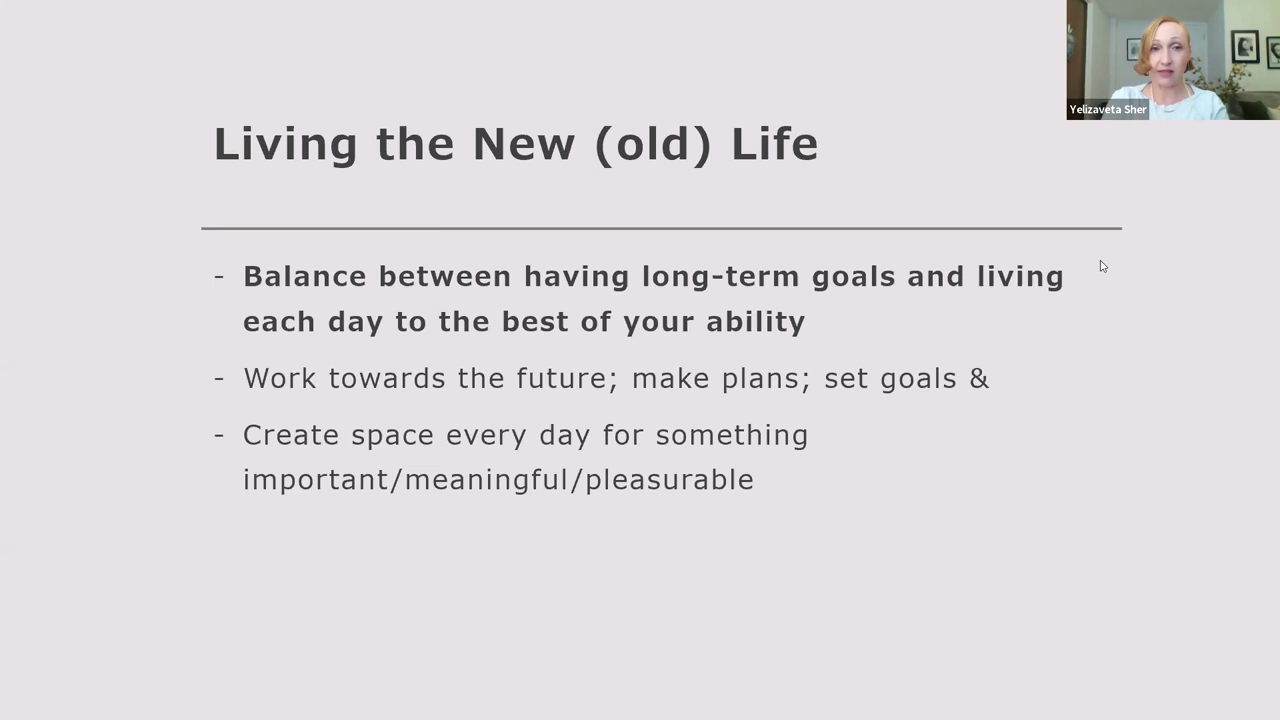 Yelizaveta Sher
Living the New (old) Life
- Balance between having long-term goals and living
each day to the best of your ability
- Work towards the future; make plans; set goals &
- Create space every day for something
important/meaningful/pleasurable